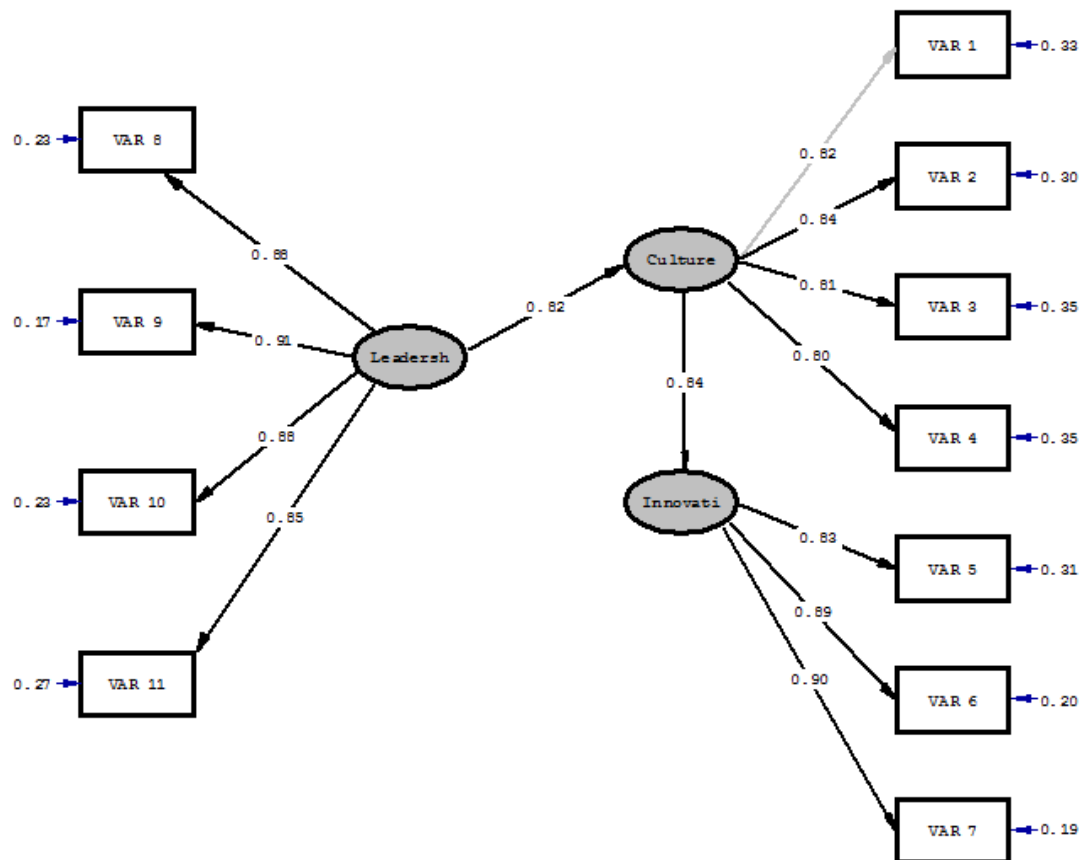 VAR 1
0.33
0.23
VAR 8
0.82
VAR 2
0.30
0.84
0.88
Culture
0.81
VAR 3
0.35
0.82
0.17
VAR 9
0.91
Leadersh
0.80
0.84
VAR 4
0.35
0.88
0.23
VAR 10
Innovati
0.85
0.83
VAR 5
0.31
0.89
0.27
VAR 11
0.90
VAR 6
0.20
VAR 7
0.19